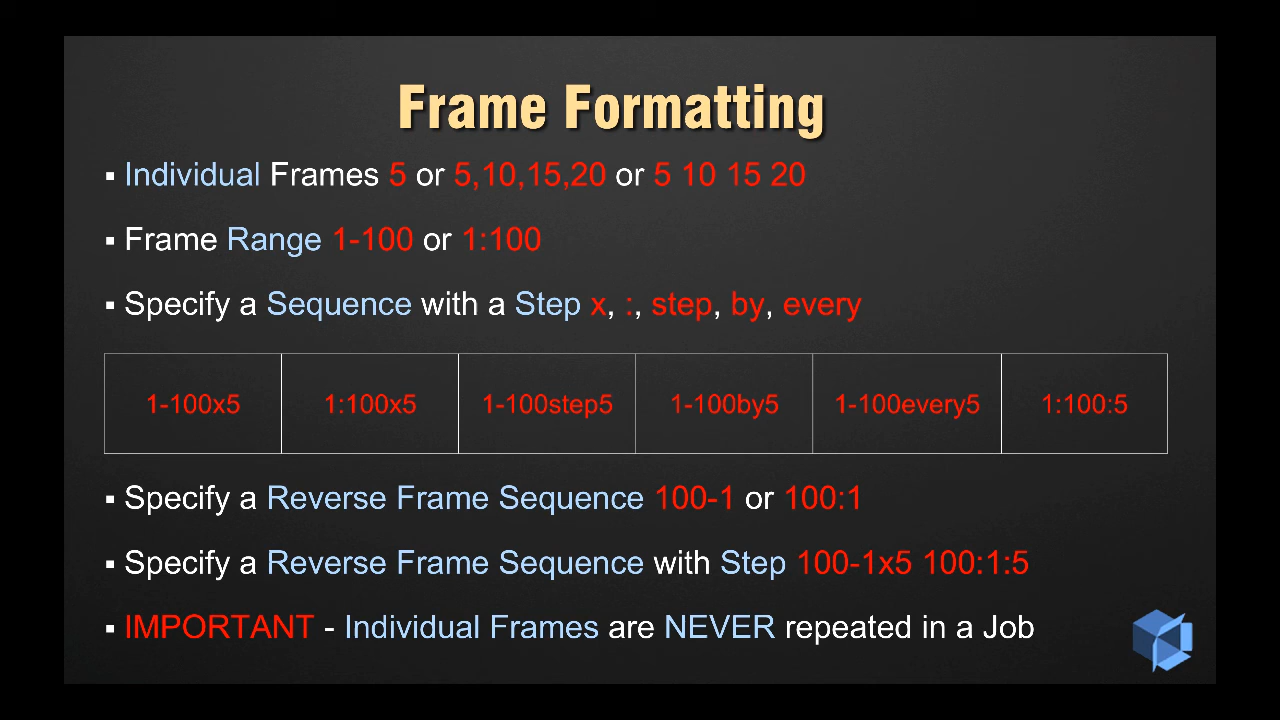 Frame Formatting
▪ Individual Frames 5 or 5,10,15,20 or 5 10 15 20
▪ Frame Range 1-100 or 1:100
▪ Specify a Sequence with a Step x, :, step, by, every
1-100x5 1:100x5 1-100step5 1-100by5 1-100every5 1:100:5
▪ Specify a Reverse Frame Sequence 100-1 or 100:1
▪ Specify a Reverse Frame Sequence with Step 100-1x5 100:1:5
▪ IMPORTANT - Individual Frames are NEVER repeated in a Job